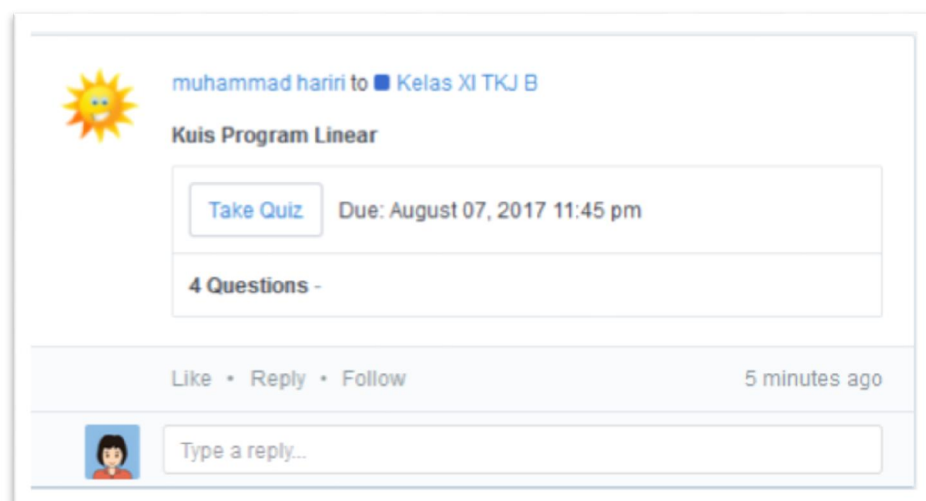 muhammad hariri to Kelas XI TKJ B
Kuis Program Linear
Take Quiz Due: August 07, 2017 11:45 pm
4 Questions -
Like • Reply • Follow 5 minutes ago
Type a reply...